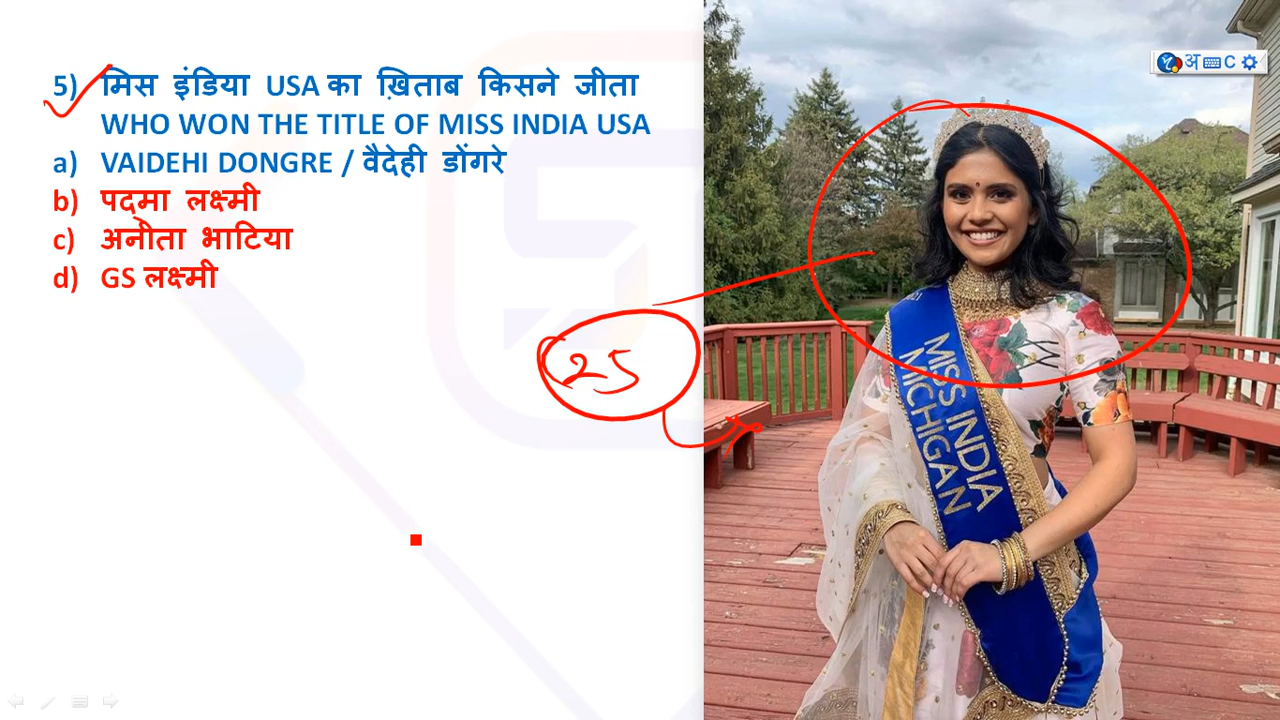 5) मिस इंडिया USA का ख़िताब किसने जीता
WHO WON THE TITLE OF MISS INDIA USA
a) VAIDEHI DONGRE / वैदेही डोंगरे
b) पद्मा लक्ष्मी
c) अनीता भाटिया
d) GS लक्ष्मी
25
MISS INDIA
MICHIGAN
अ
C